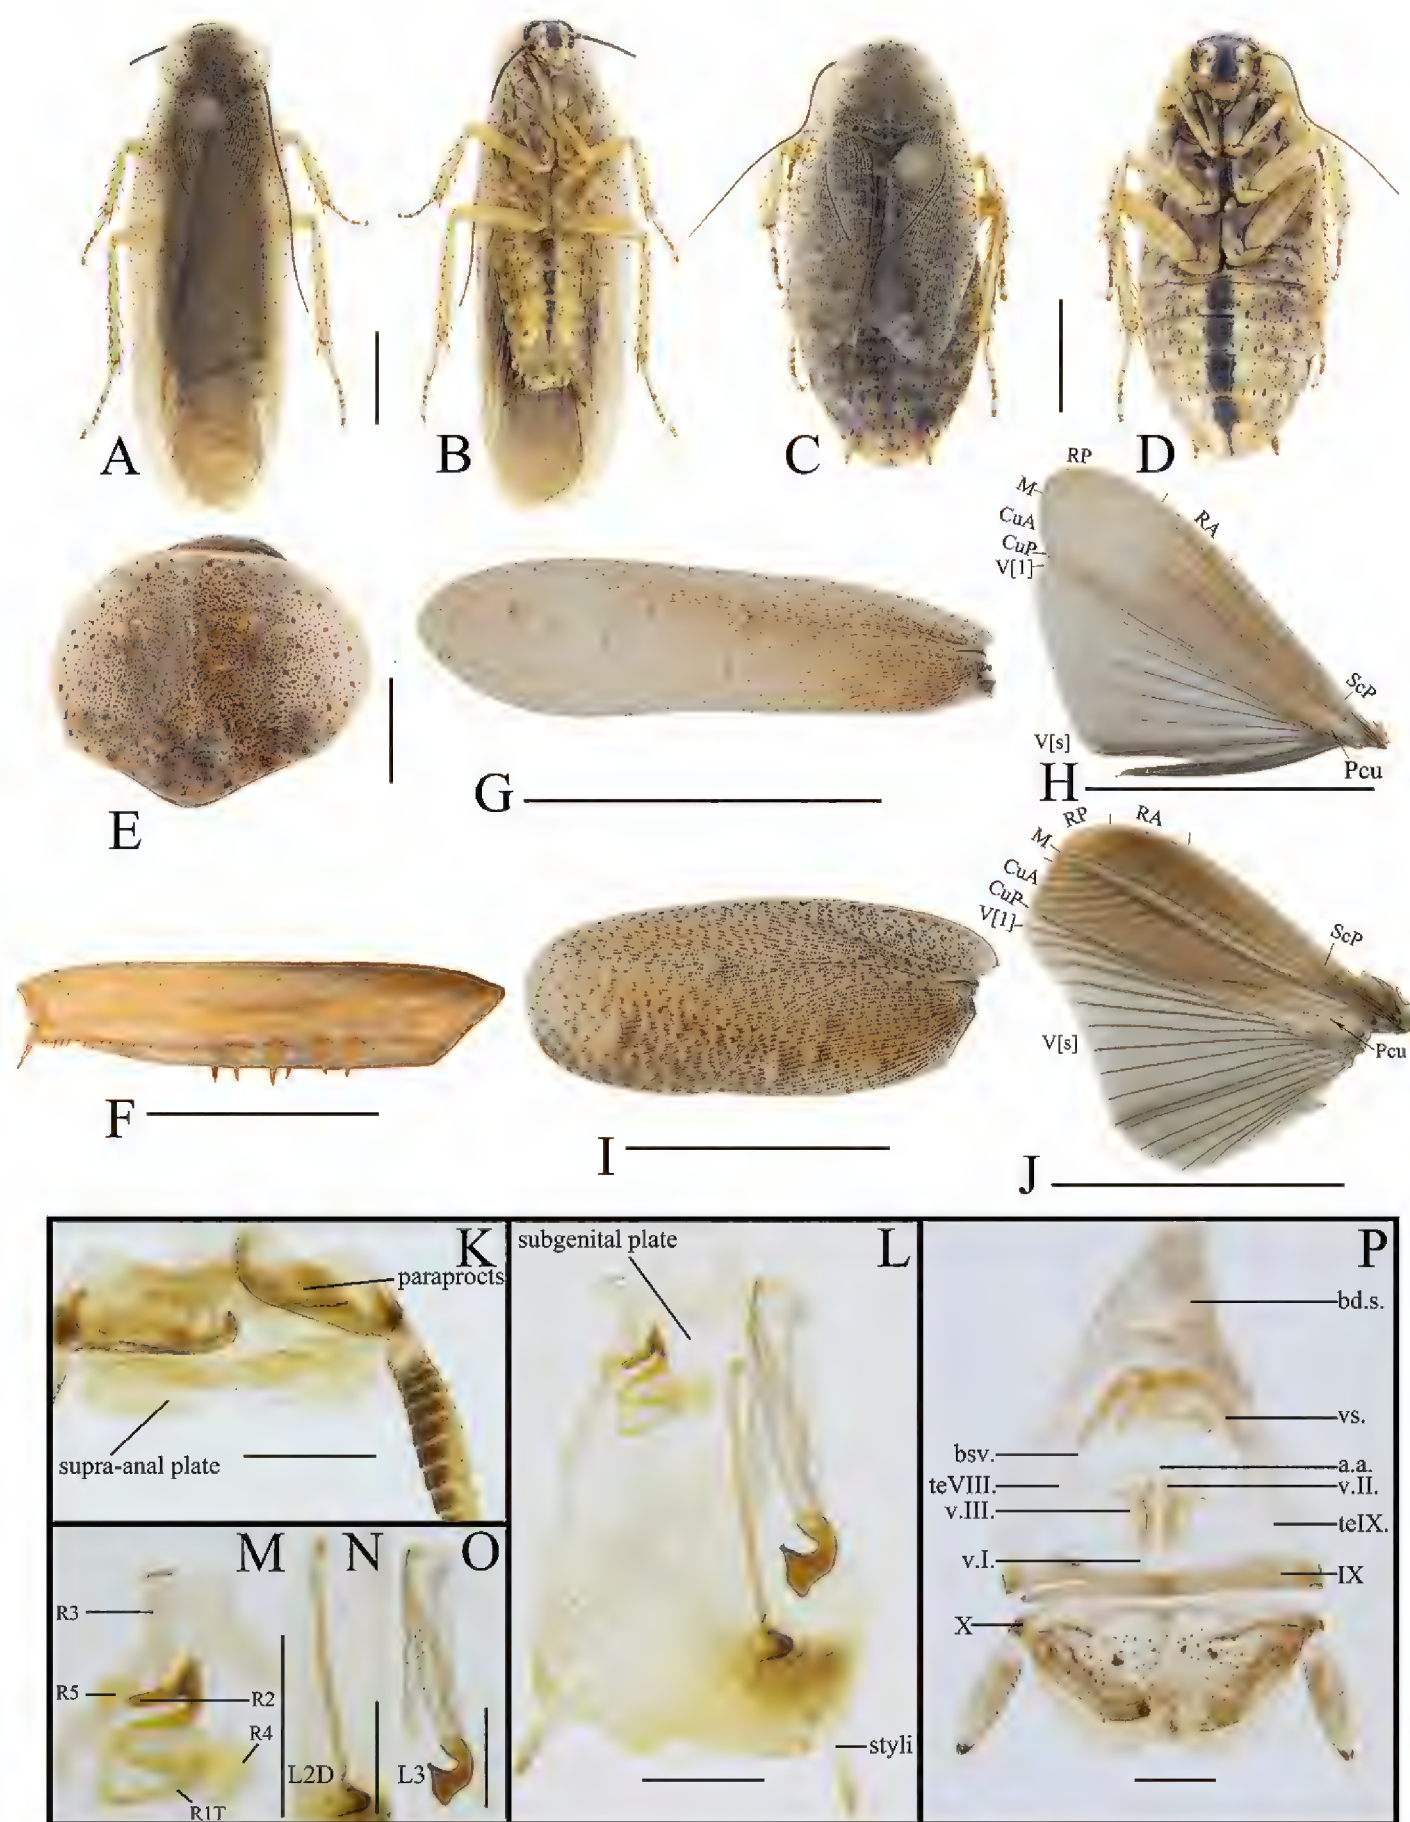 A
B
C
D
RP
M
CuA
CuP
V[1]
RA
ScP
V[s]
Pcu
E
G
H
RP
RA
M
CuA
CuP
V[1]
ScP
V[s]
Pcu
F
I
J
K
paraprocts
supra-anal plate
L
subgenital plate
styli
P
bd.s.
vs.
bsv.
a.a.
teVIII.
v.II.
v.III.
teIX.
v.I.
IX
X
M
N
O
R3
R5
R2
R4
R1T
L2D
L3